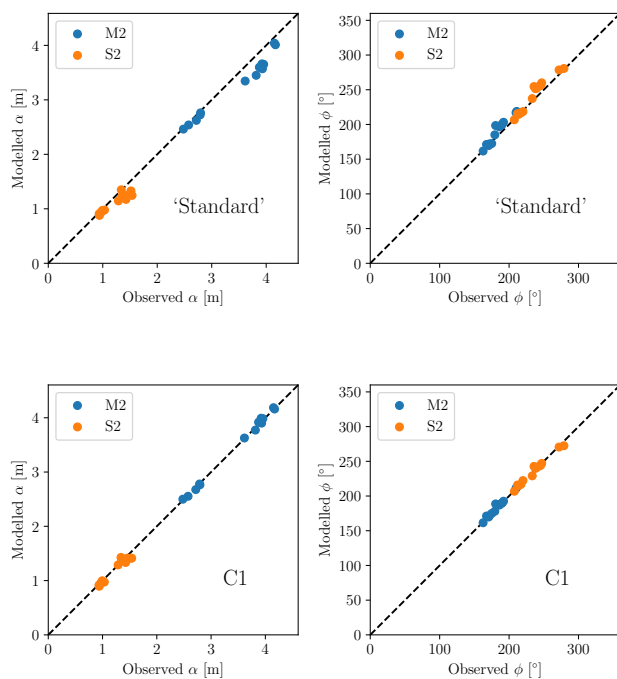 M2
S2
4
3
2
1
0
Modelled α [m]
‘Standard’
0
1
2
3
4
Observed α [m]
M2
S2
350
300
250
200
150
100
50
0
Modelled ϕ [°]
‘Standard’
0
100
200
300
Observed ϕ [°]
M2
S2
4
3
2
1
0
Modelled α [m]
C1
0
1
2
3
4
Observed α [m]
M2
S2
350
300
250
200
150
100
50
0
Modelled ϕ [°]
C1
0
100
200
300
Observed ϕ [°]